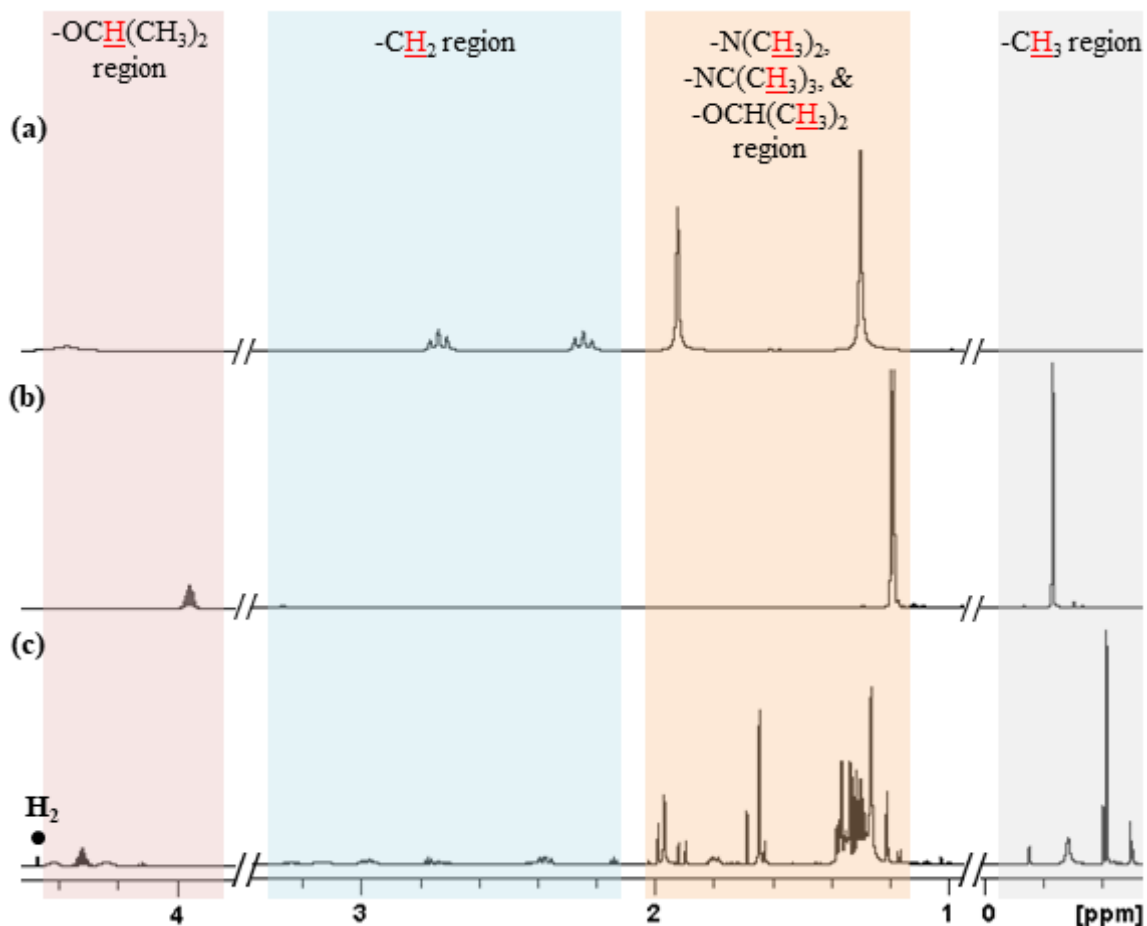 -OCH(CH₃)₂
region
-CH₂ region
-N(CH₃)₂,
-NC(CH₃)₃, &
-OCH(CH₃)₂
region
-CH₃ region
(a)
(b)
(c)
H₂
4 3 2 1 0 [ppm]